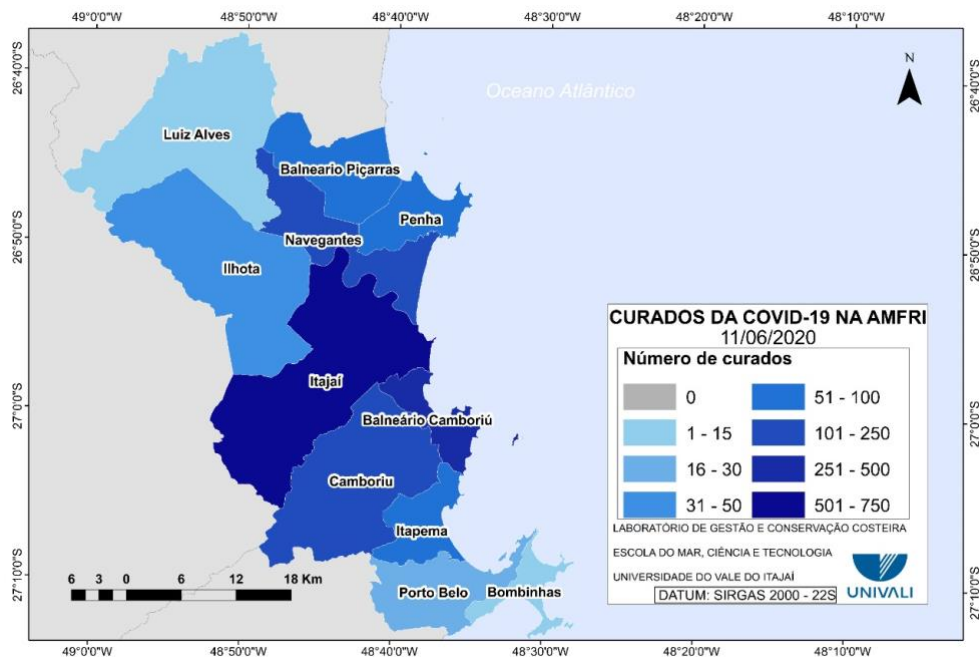 49°0'0"W 48°50'0"W 48°40'0"W 48°30'0"W 48°20'0"W 48°10'0"W
26°40'0"S
26°40'0"S
N
Oceano Atlântico
Luiz Alves
Balneario Piçarras
Penha
Navegantes
26°50'0"S
26°50'0"S
Ilhota
Itajaí
Balneário Camboriú
Camboriu
Itapema
Porto Belo
Bombinhas
27°0'0"S
27°0'0"S
27°10'0"S
27°10'0"S
CURADOS DA COVID-19 NA AMFRI
11/06/2020
Número de curados
0
1 - 15
16 - 30
31 - 50
51 - 100
101 - 250
251 - 500
501 - 750
LABORATÓRIO DE GESTÃO E CONSERVAÇÃO COSTEIRA
ESCOLA DO MAR, CIÊNCIA E TECNOLOGIA
UNIVERSIDADE DO VALE DO ITAJAÍ
DATUM: SIRGAS 2000 - 22S
UNIVALI
6 3 0 6 12 18 Km
49°0'0"W 48°50'0"W 48°40'0"W 48°30'0"W 48°20'0"W 48°10'0"W